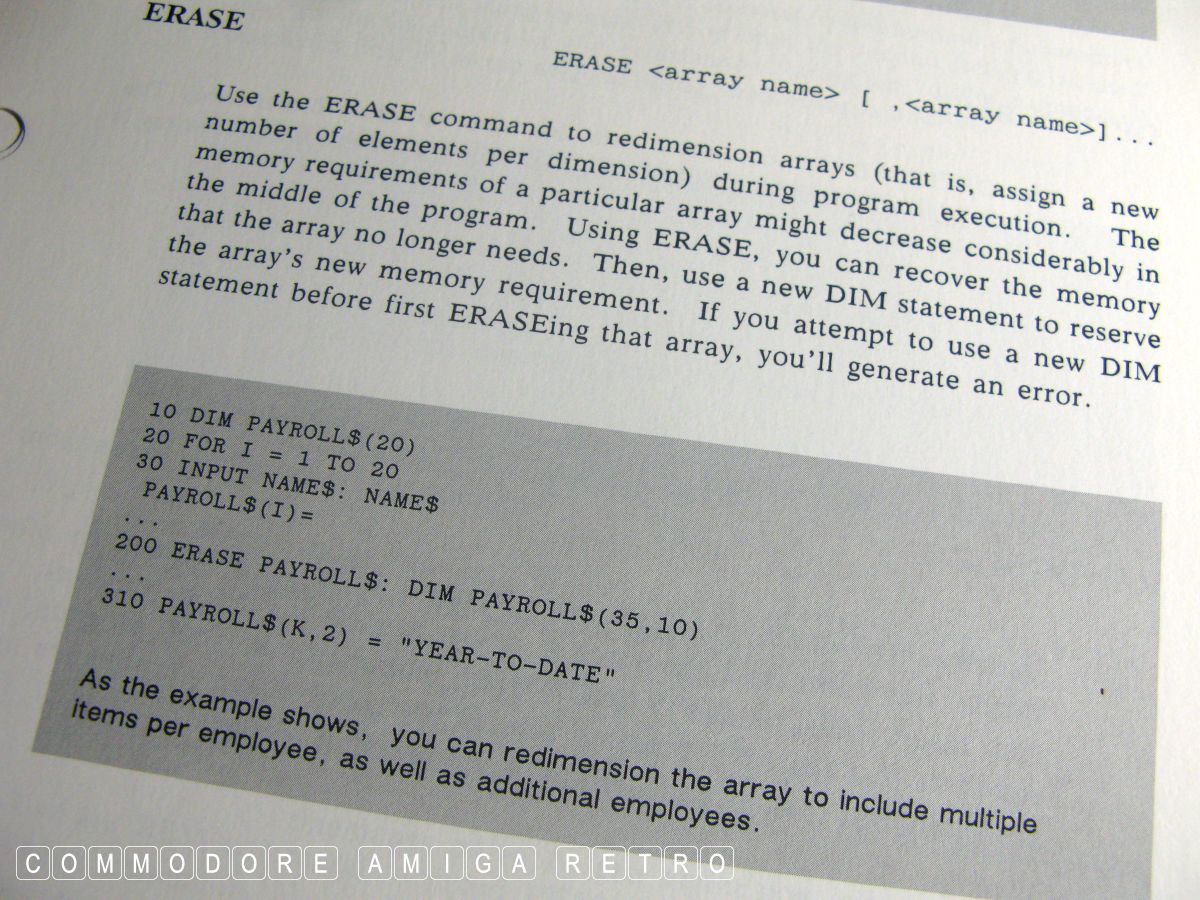 ERASE
ERASE <array name> [ ,<array name>]...
Use the ERASE command to redimension arrays (that is, assign a new
number of elements per dimension) during program execution. The
memory requirements of a particular array might decrease considerably in
the middle of the program. Using ERASE, you can recover the memory
that the array no longer needs. Then, use a new DIM statement to reserve
the array's new memory requirement. If you attempt to use a new DIM
statement before first ERASEing that array, you'll generate an error.
10 DIM PAYROLL$(20)
20 FOR I = 1 TO 20
30 INPUT NAME$: NAME$
PAYROLL$(I)=
...
200 ERASE PAYROLL$: DIM PAYROLL$(35,10)
...
310 PAYROLL$(K,2) = "YEAR-TO-DATE"
As the example shows, you can redimension the array to include multiple
items per employee, as well as additional employees.
COMMODORE AMIGA RETRO